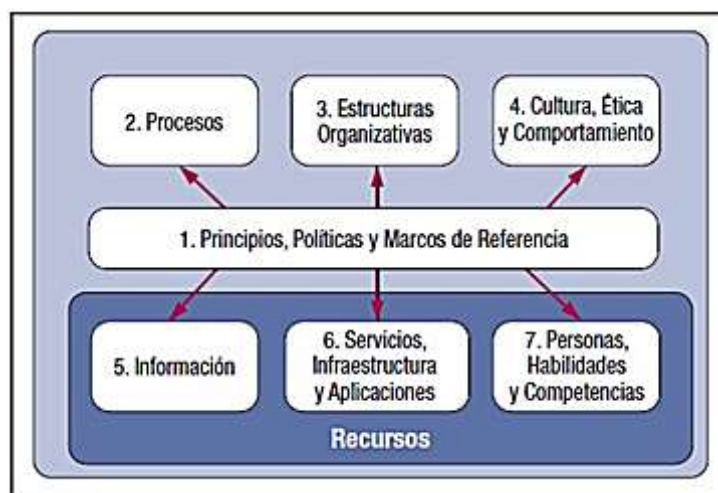 2. Procesos
3. Estructuras
Organizativas
4. Cultura, Ética
y Comportamiento
1. Principios, Políticas y Marcos de Referencia
5. Información
6. Servicios,
Infraestructura
y Aplicaciones
7. Personas,
Habilidades
y Competencias
Recursos